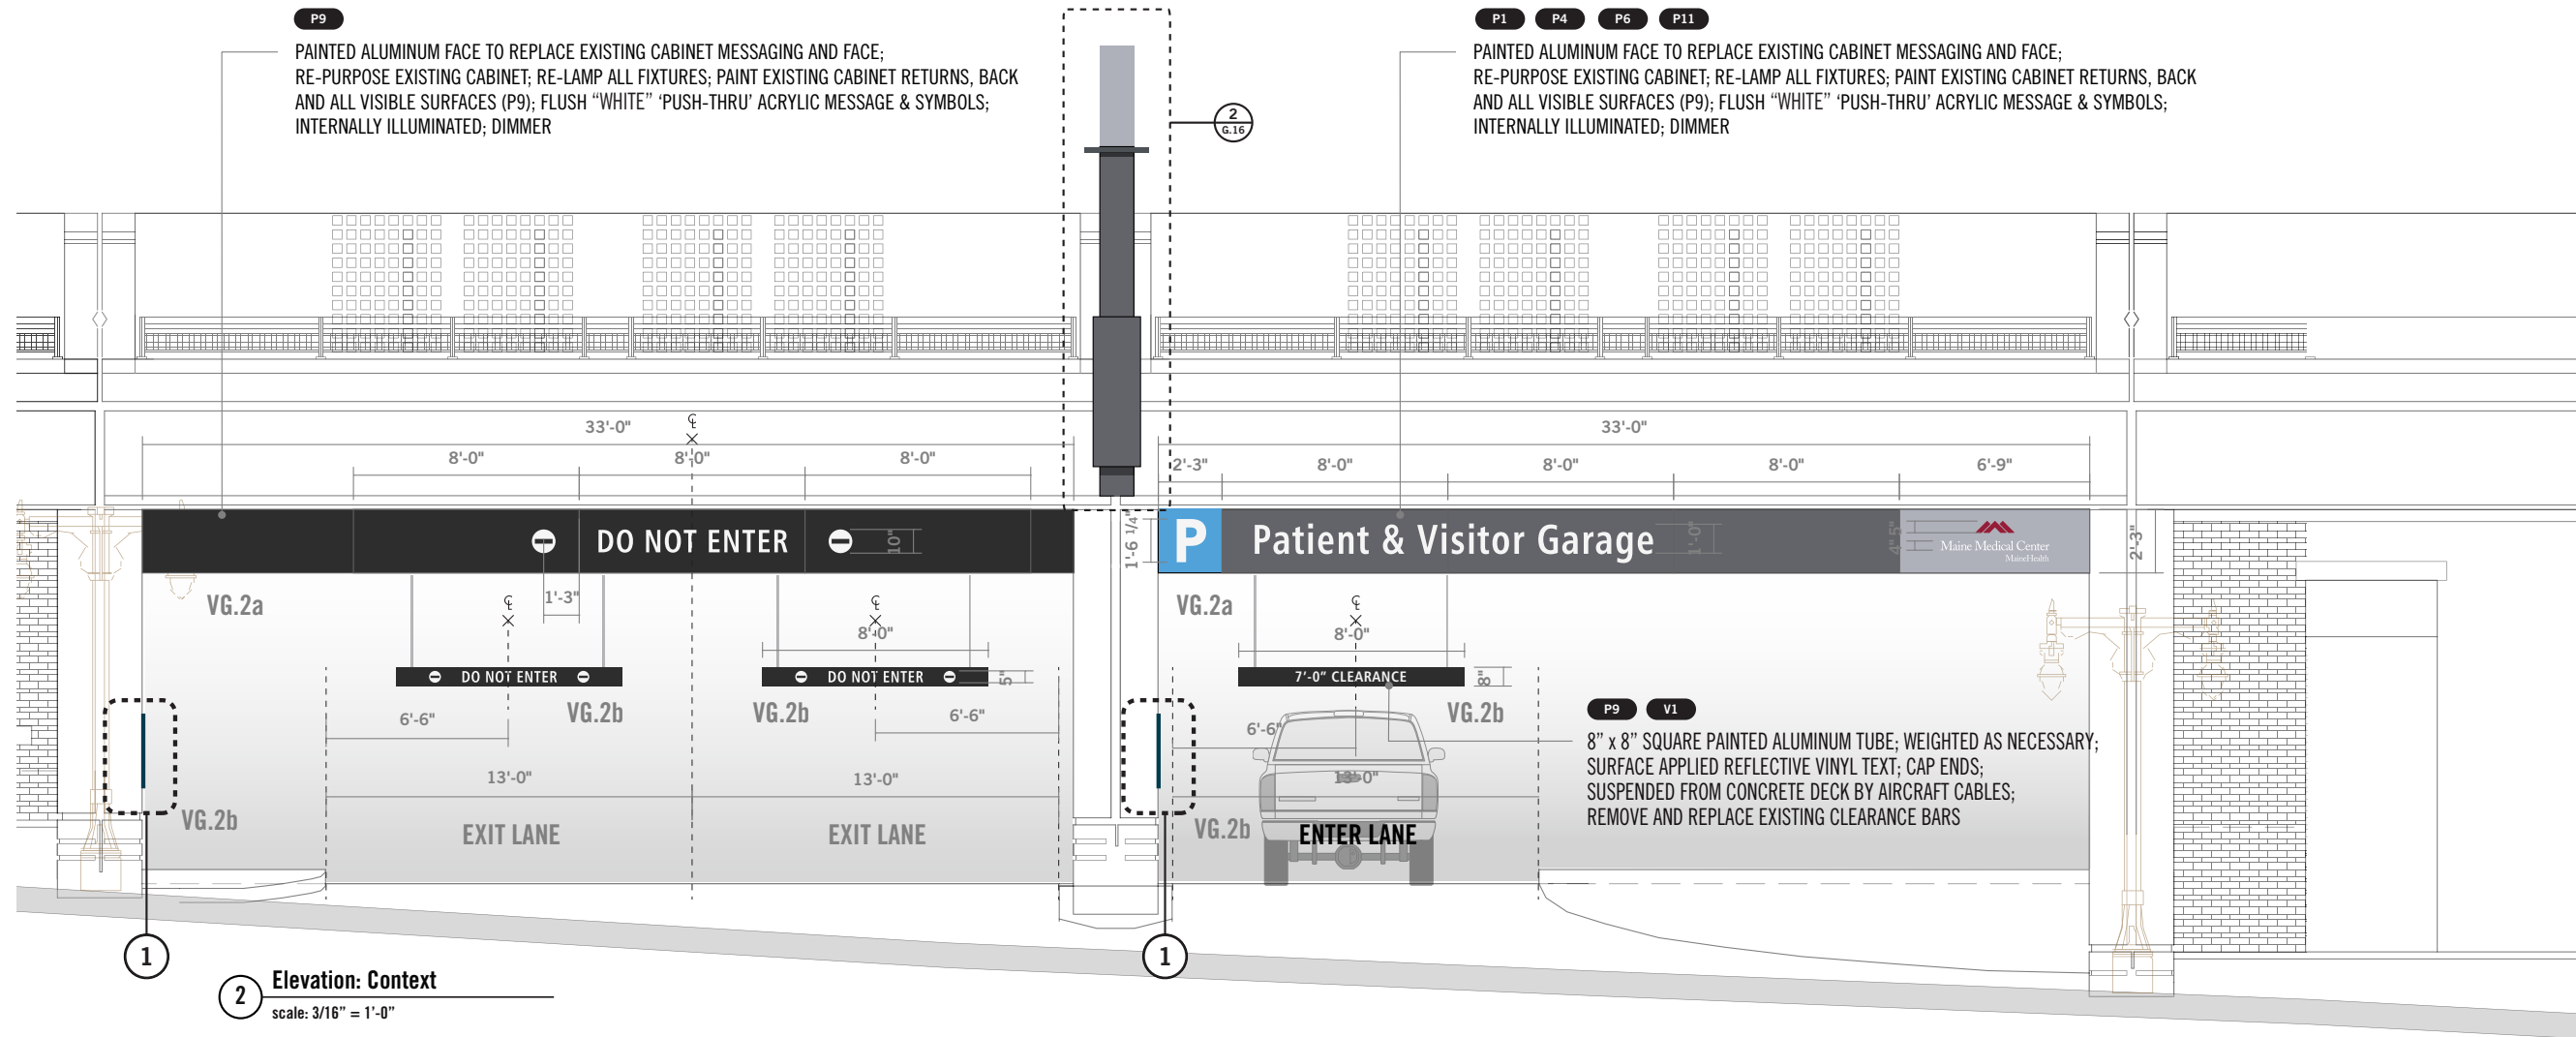 P9
PAINTED ALUMINUM FACE TO REPLACE EXISTING CABINET MESSAGING AND FACE;
RE-PURPOSE EXISTING CABINET; RE-LAMP ALL FIXTURES; PAINT EXISTING CABINET RETURNS, BACK
AND ALL VISIBLE SURFACES (P9); FLUSH “WHITE” ‘PUSH-THRU’ ACRYLIC MESSAGE & SYMBOLS;
INTERNALLY ILLUMINATED; DIMMER
2
G.16
P1 P4 P6 P11
PAINTED ALUMINUM FACE TO REPLACE EXISTING CABINET MESSAGING AND FACE;
RE-PURPOSE EXISTING CABINET; RE-LAMP ALL FIXTURES; PAINT EXISTING CABINET RETURNS, BACK
AND ALL VISIBLE SURFACES (P9); FLUSH “WHITE” ‘PUSH-THRU’ ACRYLIC MESSAGE & SYMBOLS;
INTERNALLY ILLUMINATED; DIMMER
33'-0"
33'-0"
8'-0" 8'-0" 8'-0"
2'-3" 8'-0" 8'-0" 8'-0" 6'-9"
DO NOT ENTER
10"
1'-6 1/4"
P
Patient & Visitor Garage
1'-0"
Maine Medical Center
MaineHealth
2'-3"
VG.2a
1'-3"
8'-0"
VG.2a
8'-0"
DO NOT ENTER
DO NOT ENTER
5"
7’-0” CLEARANCE
8"
6'-6"
VG.2b
VG.2b
6'-6"
6'-6"
VG.2b
P9 V1
8” x 8” SQUARE PAINTED ALUMINUM TUBE; WEIGHTED AS NECESSARY;
SURFACE APPLIED REFLECTIVE VINYL TEXT; CAP ENDS;
SUSPENDED FROM CONCRETE DECK BY AIRCRAFT CABLES;
REMOVE AND REPLACE EXISTING CLEARANCE BARS
13'-0"
13'-0"
13'-0"
VG.2b
EXIT LANE
EXIT LANE
VG.2b
ENTER LANE
1
1
2
Elevation: Context
scale: 3/16” = 1’-0”